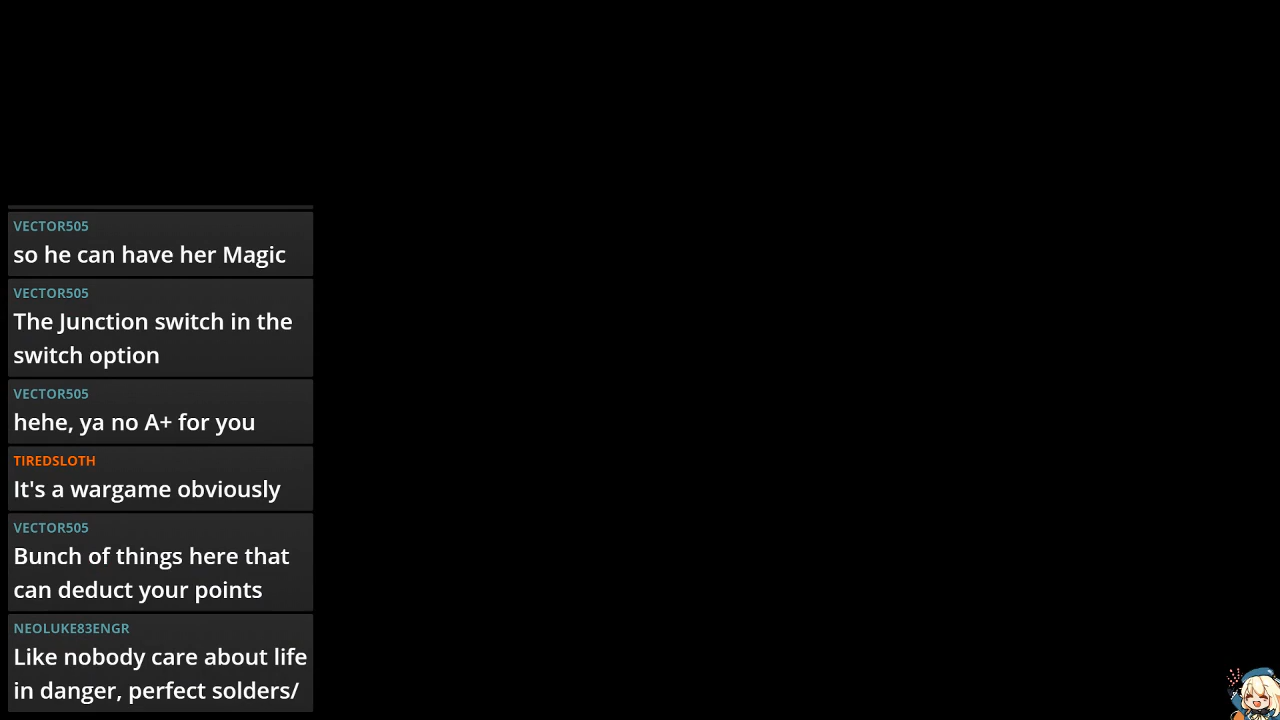 VECTOR505
so he can have her Magic
VECTOR505
The Junction switch in the
switch option
VECTOR505
hehe, ya no A+ for you
TIREDSLOTH
It's a wargame obviously
VECTOR505
Bunch of things here that
can deduct your points
NEOLUKE83ENGR
Like nobody care about life
in danger, perfect solders/